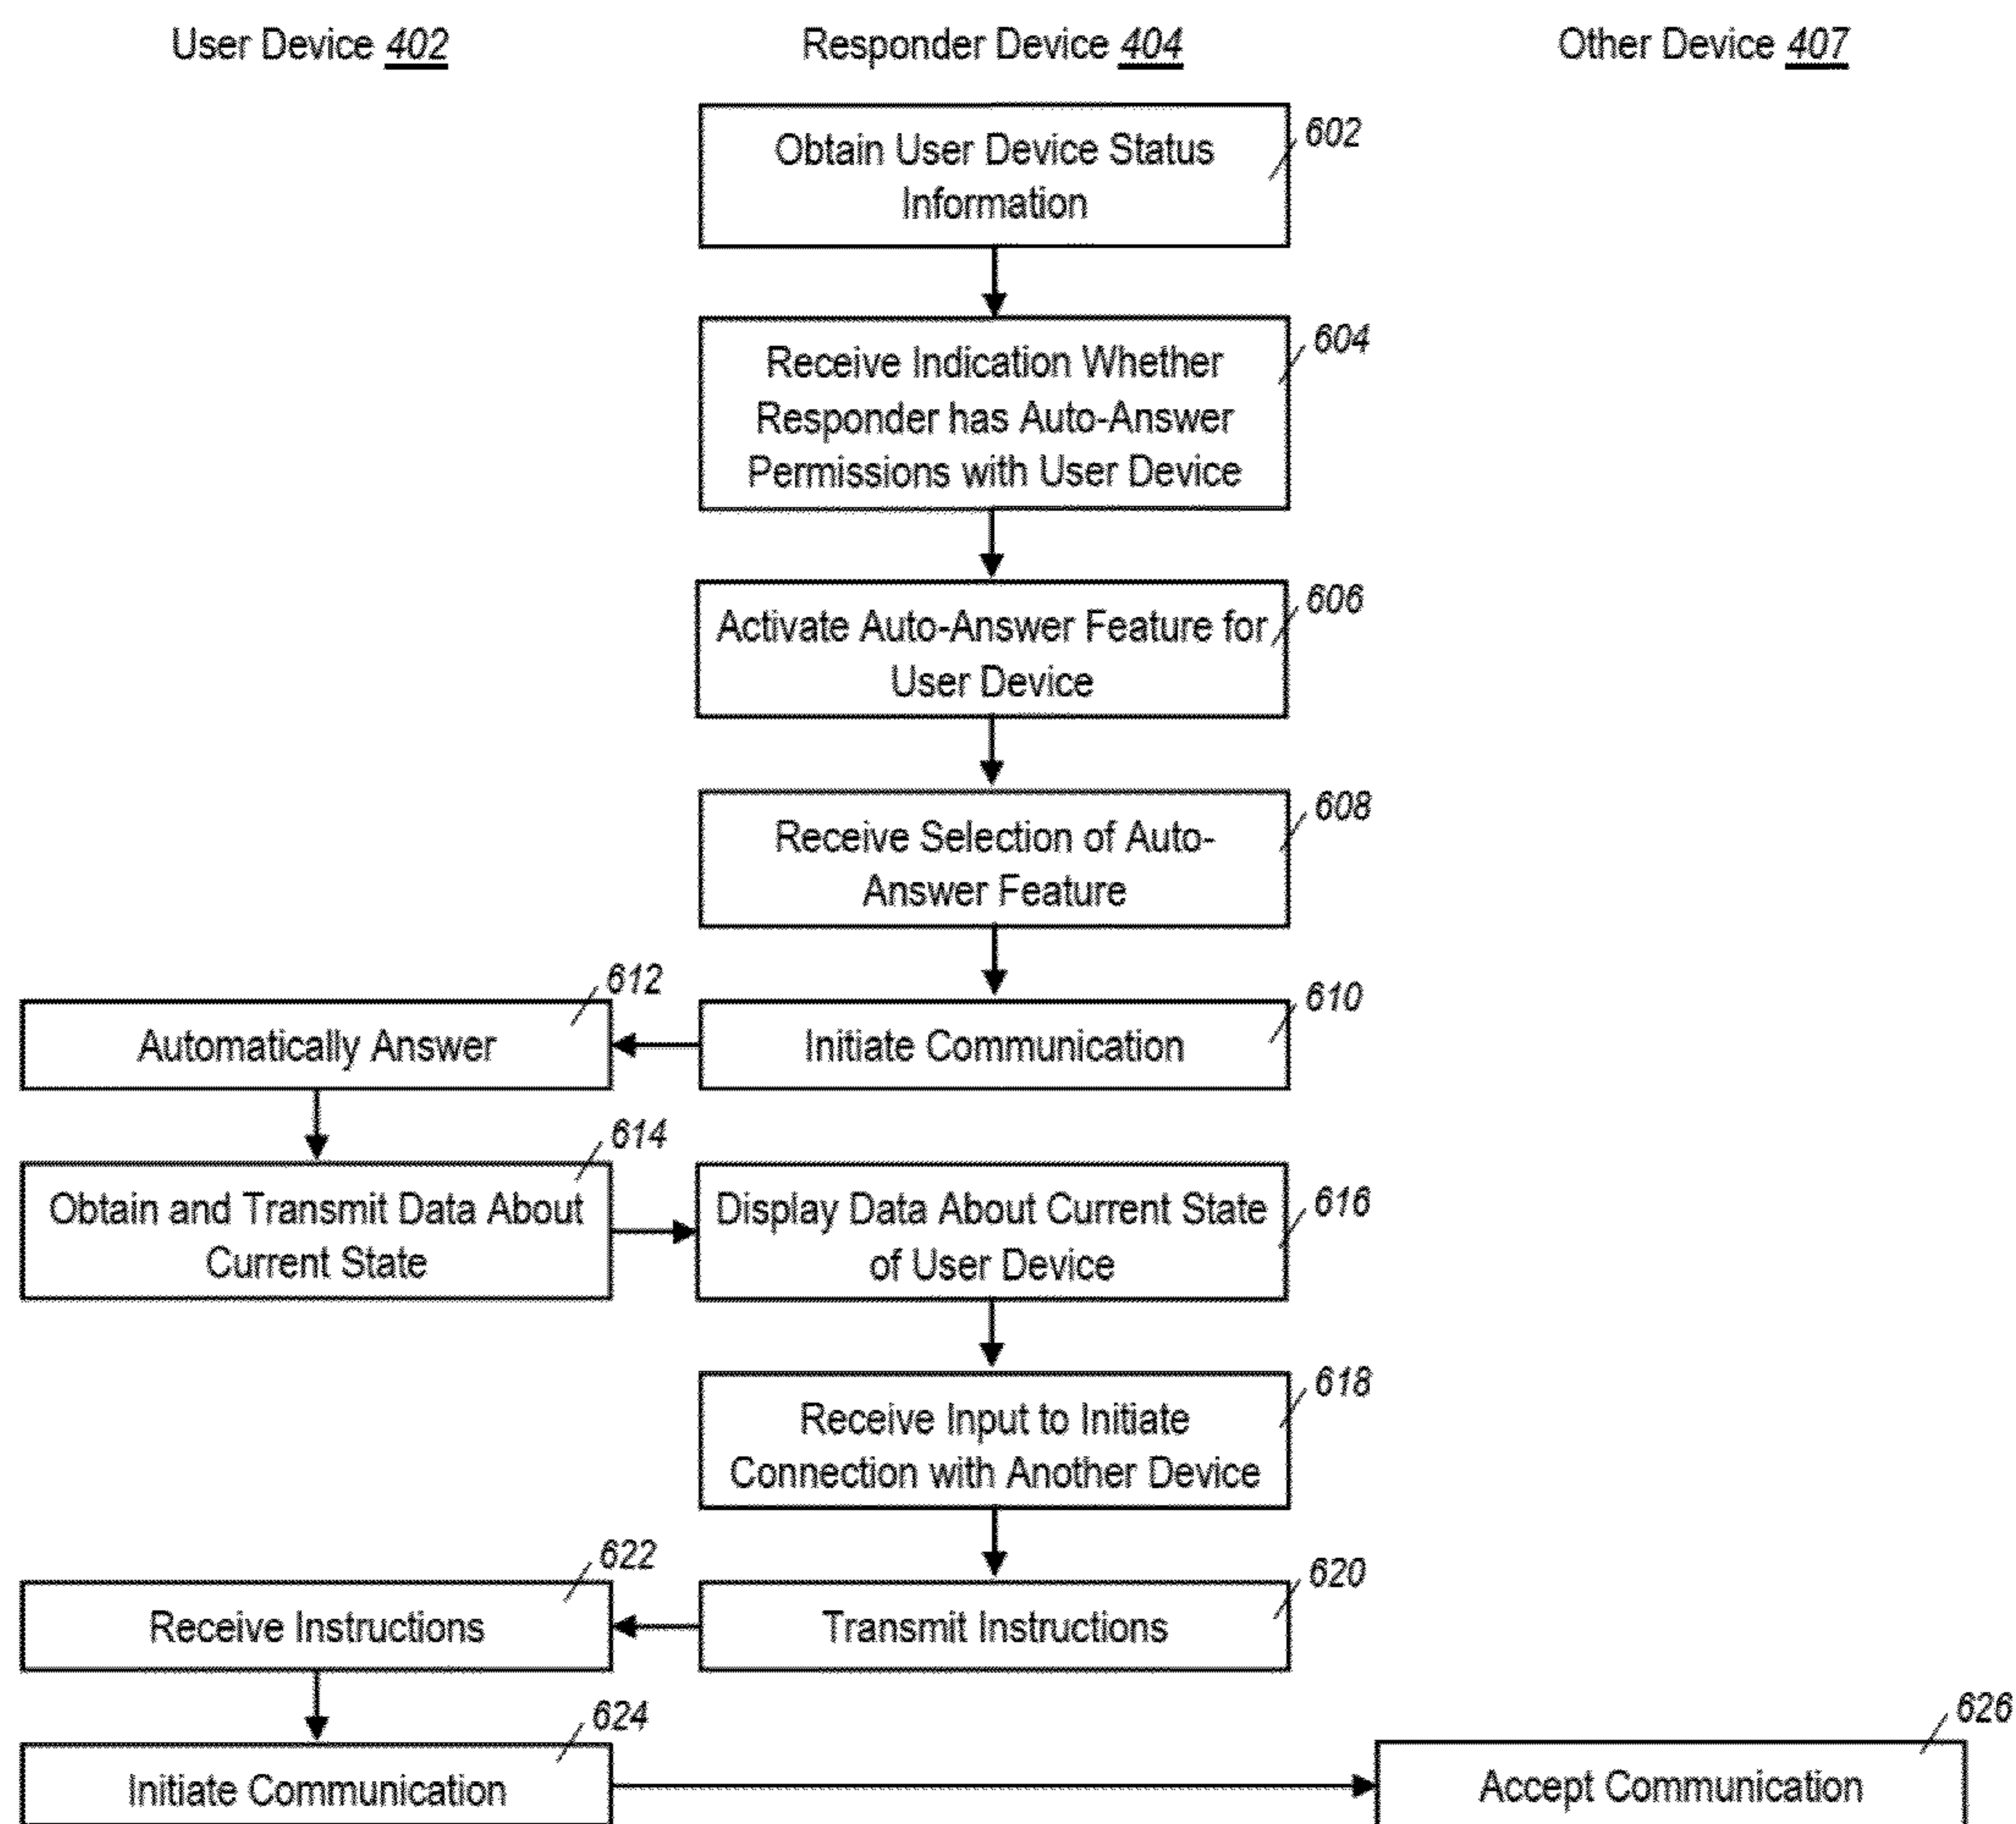 User Device 402
Responder Device 404
Other Device 407
Obtain User Device Status
Information
602
Receive Indication Whether
Responder has Auto-Answer
Permissions with User Device
604
Activate Auto-Answer Feature for
User Device
606
Receive Selection of Auto-
Answer Feature
608
Initiate Communication
610
Automatically Answer
612
Obtain and Transmit Data About
Current State
614
Display Data About Current State
of User Device
616
Receive Input to Initiate
Connection with Another Device
618
Transmit Instructions
620
Receive Instructions
622
Initiate Communication
624
Accept Communication
626